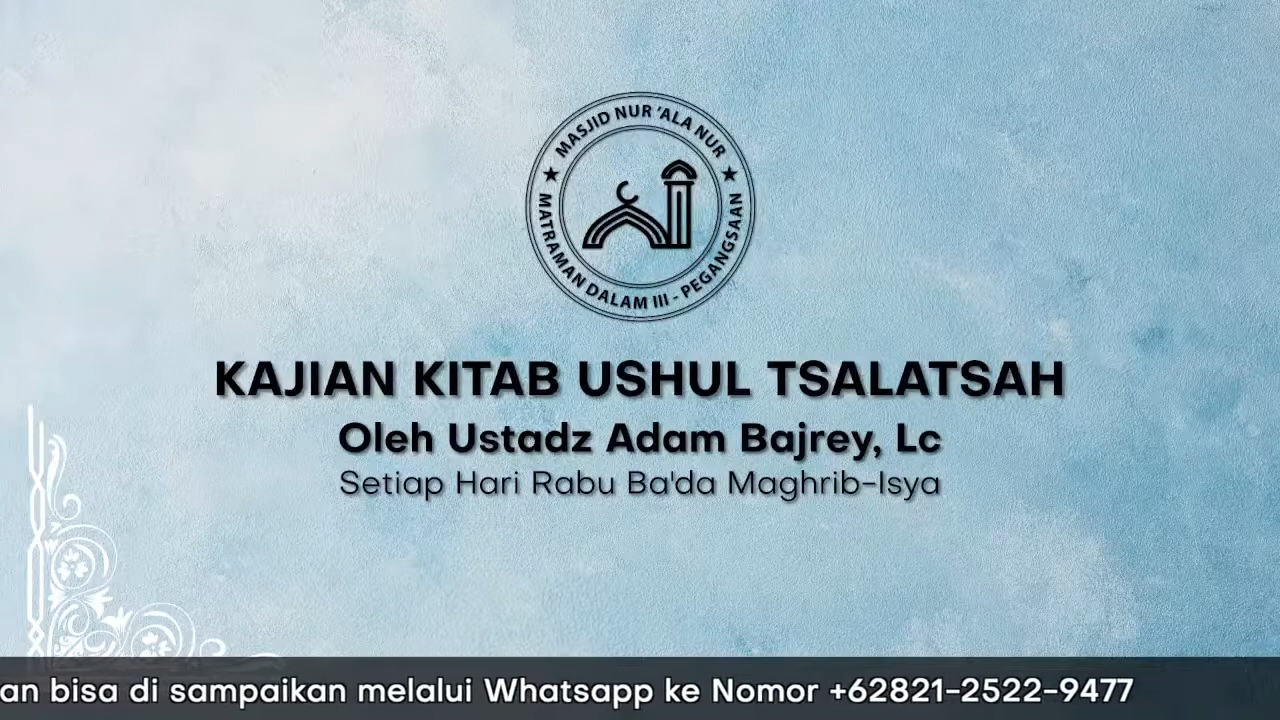 MASJID NUR 'ALA NUR
MATRAMAN DALAM III - PEGANGSAAN
KAJIAN KITAB USHUL TSALATSAH
Oleh Ustadz Adam Bajrey, Lc
Setiap Hari Rabu Ba'da Maghrib-Isya
an bisa di sampaikan melalui Whatsapp ke Nomor +62821-2522-9477